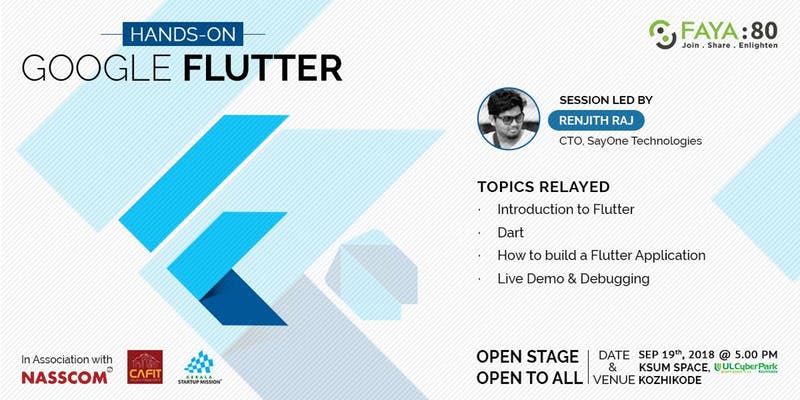 HANDS-ON
GOOGLE FLUTTER
FAYA:80
Join . Share . Enlighten
SESSION LED BY
RENJITH RAJ
CTO, SayOne Technologies
TOPICS RELAYED
· Introduction to Flutter
· Dart
· How to build a Flutter Application
· Live Demo & Debugging
In Association with
NASSCOM
CAFIT
KERALA
STARTUP MISSION
OPEN STAGE
OPEN TO ALL
DATE
&
VENUE
SEP 19th, 2018 @ 5.00 PM
KSUM SPACE, ULCyberPark
KOZHIKODE